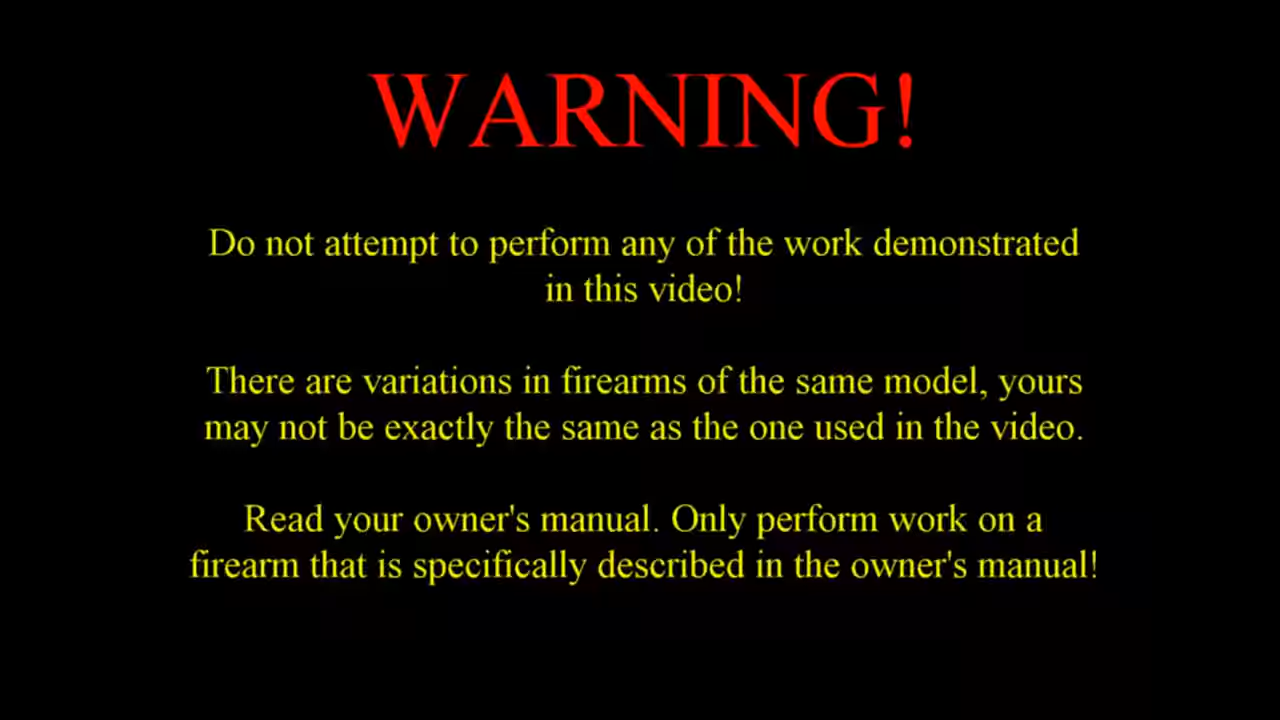 WARNING!
Do not attempt to perform any of the work demonstrated
in this video!
There are variations in firearms of the same model, yours
may not be exactly the same as the one used in the video.
Read your owner's manual. Only perform work on a
firearm that is specifically described in the owner's manual!